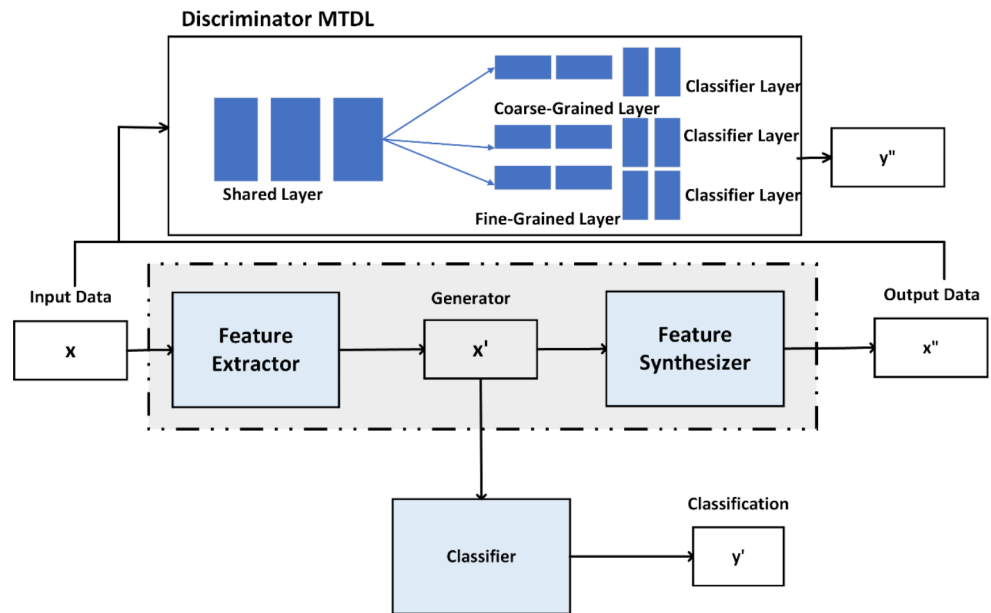 Discriminator MTDL
Classifier Layer
Coarse-Grained Layer
Classifier Layer
Shared Layer
Classifier Layer
Fine-Grained Layer
y"
Input Data
Generator
Output Data
x
Feature
Extractor
x'
Feature
Synthesizer
x"
Classification
Classifier
y'